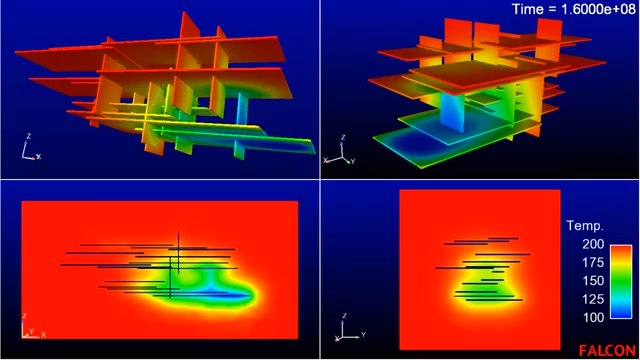 Time = 1.6000e+08
Z
X
Z
X
Y
Temp.
200
175
150
125
100
Z
Y
X
Z
X
Y
FALCON